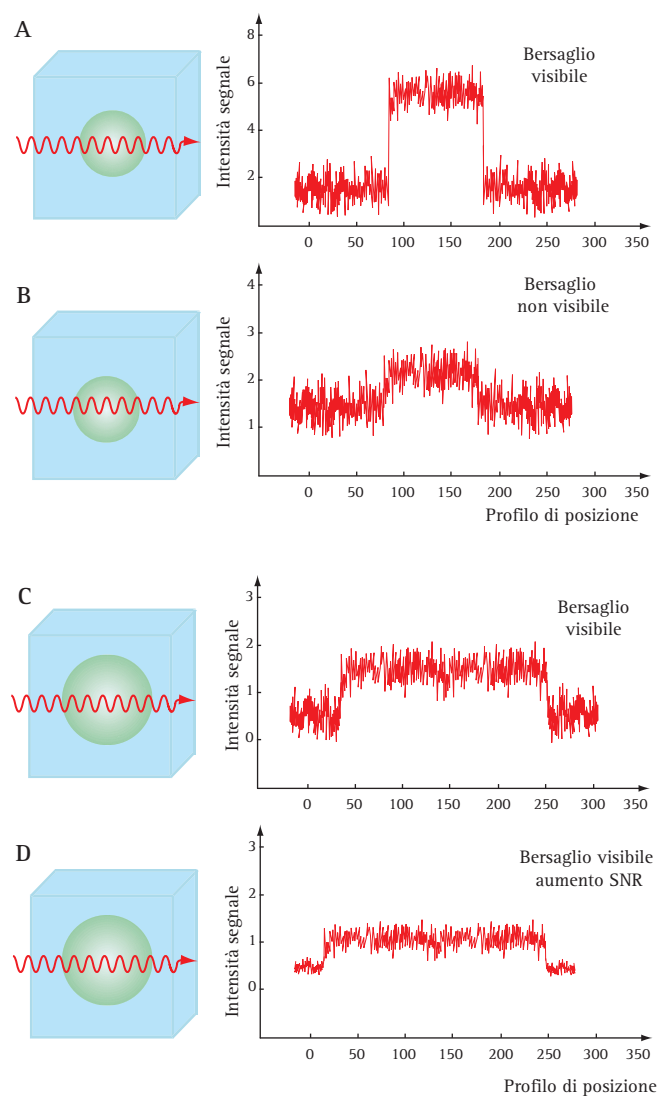 A
Intensità segnale
8
6
4
2
Bersaglio
visibile
0 50 100 150 200 250 300 350
B
Intensità segnale
4
3
2
1
Bersaglio
non visibile
0 50 100 150 200 250 300 350
Profilo di posizione
C
Intensità segnale
3
2
1
0
Bersaglio
visibile
0 50 100 150 200 250 300 350
D
Intensità segnale
3
2
1
0
Bersaglio visibile
aumento SNR
0 50 100 150 200 250 300 350
Profilo di posizione